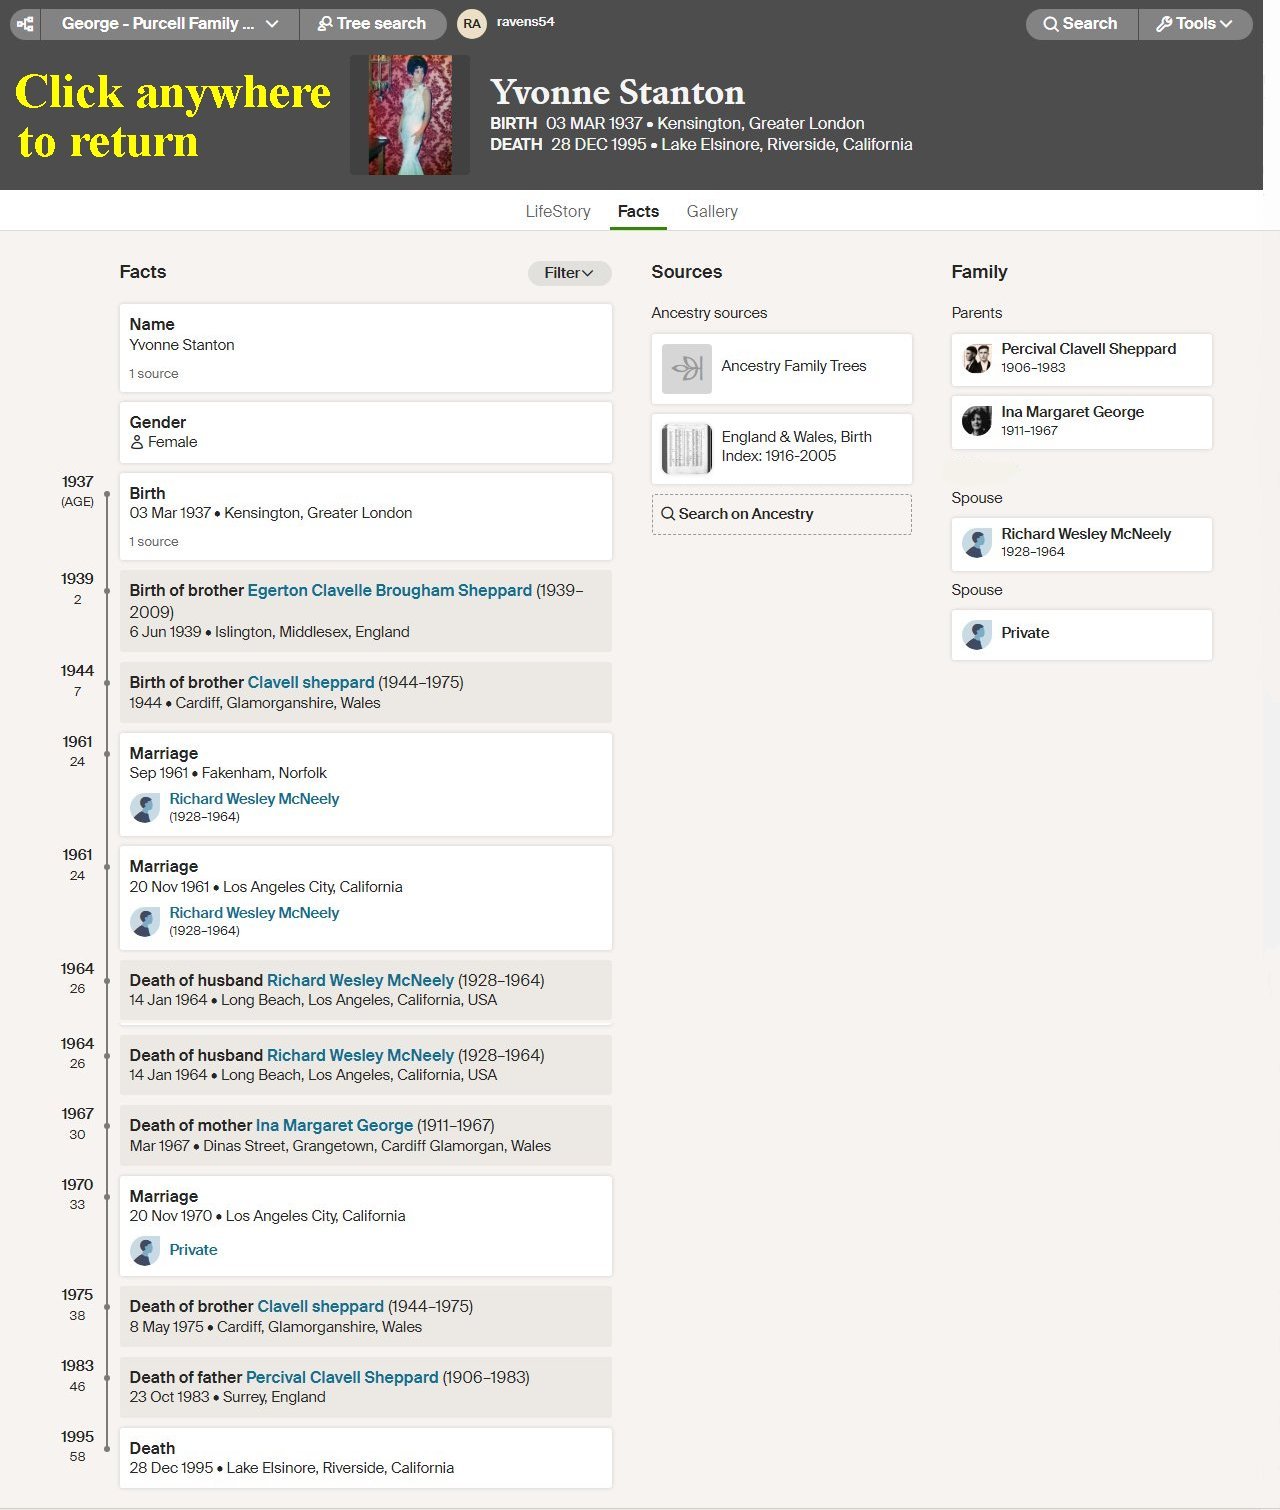 George - Purcell Family ...
Tree search
RA
ravens54
Search
Tools
Click anywhere
to return
Yvonne Stanton
BIRTH 03 MAR 1937 • Kensington, Greater London
DEATH 28 DEC 1995 • Lake Elsinore, Riverside, California
LifeStory
Facts
Gallery
Facts
Filter
Name
Yvonne Stanton
1 source
Gender
Female
1937
(AGE)
Birth
03 Mar 1937 • Kensington, Greater London
1 source
1939
2
Birth of brother Egerton Clavelle Brougham Sheppard (1939–
2009)
6 Jun 1939 • Islington, Middlesex, England
1944
7
Birth of brother Clavell sheppard (1944–1975)
1944 • Cardiff, Glamorganshire, Wales
1961
24
Marriage
Sep 1961 • Fakenham, Norfolk
Richard Wesley McNeely
(1928–1964)
1961
24
Marriage
20 Nov 1961 • Los Angeles City, California
Richard Wesley McNeely
(1928–1964)
1964
26
Death of husband Richard Wesley McNeely (1928–1964)
14 Jan 1964 • Long Beach, Los Angeles, California, USA
1964
26
Death of husband Richard Wesley McNeely (1928–1964)
14 Jan 1964 • Long Beach, Los Angeles, California, USA
1967
30
Death of mother Ina Margaret George (1911–1967)
Mar 1967 • Dinas Street, Grangetown, Cardiff Glamorgan, Wales
1970
33
Marriage
20 Nov 1970 • Los Angeles City, California
Private
1975
38
Death of brother Clavell sheppard (1944–1975)
8 May 1975 • Cardiff, Glamorganshire, Wales
1983
46
Death of father Percival Clavell Sheppard (1906–1983)
23 Oct 1983 • Surrey, England
1995
58
Death
28 Dec 1995 • Lake Elsinore, Riverside, California
Sources
Ancestry sources
Ancestry Family Trees
England & Wales, Birth
Index: 1916-2005
Search on Ancestry
Family
Parents
Percival Clavell Sheppard
1906–1983
Ina Margaret George
1911–1967
Spouse
Richard Wesley McNeely
1928–1964
Spouse
Private